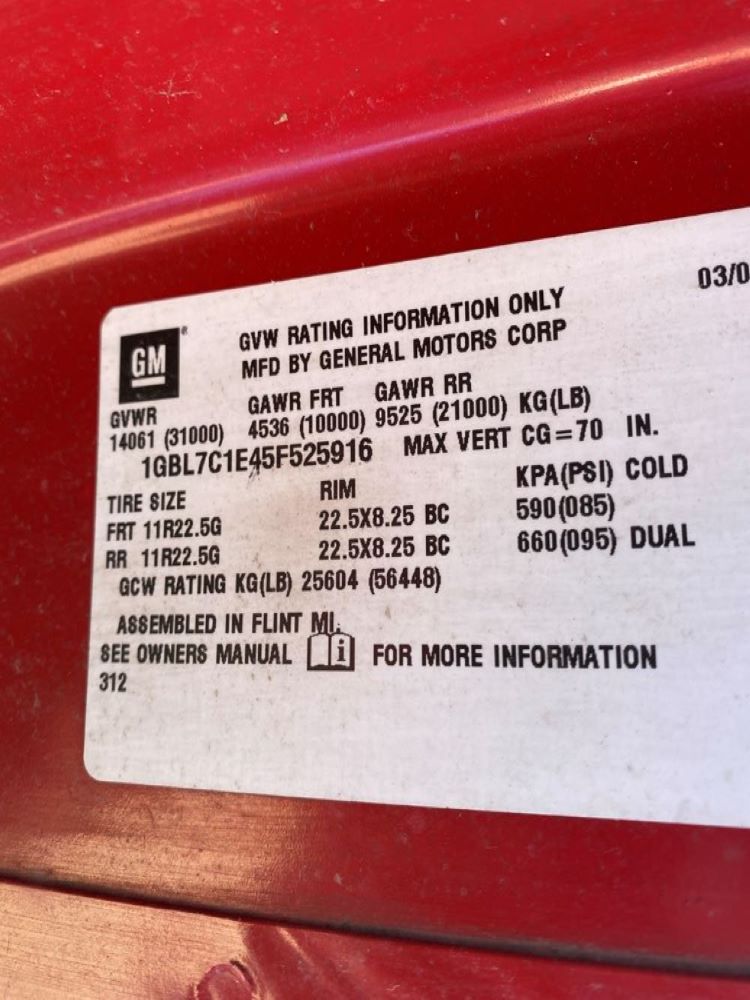 03/0
GM®
GVW RATING INFORMATION ONLY
MFD BY GENERAL MOTORS CORP
GVWR GAWR FRT GAWR RR
14061 (31000) 4536 (10000) 9525 (21000) KG(LB)
1GBL7C1E45F525916 MAX VERT CG=70 IN.
TIRE SIZE RIM KPA(PSI) COLD
FRT 11R22.5G 22.5X8.25 BC 590(085)
RR 11R22.5G 22.5X8.25 BC 660(095) DUAL
GCW RATING KG(LB) 25604 (56448)
ASSEMBLED IN FLINT MI.
SEE OWNERS MANUAL i FOR MORE INFORMATION
312